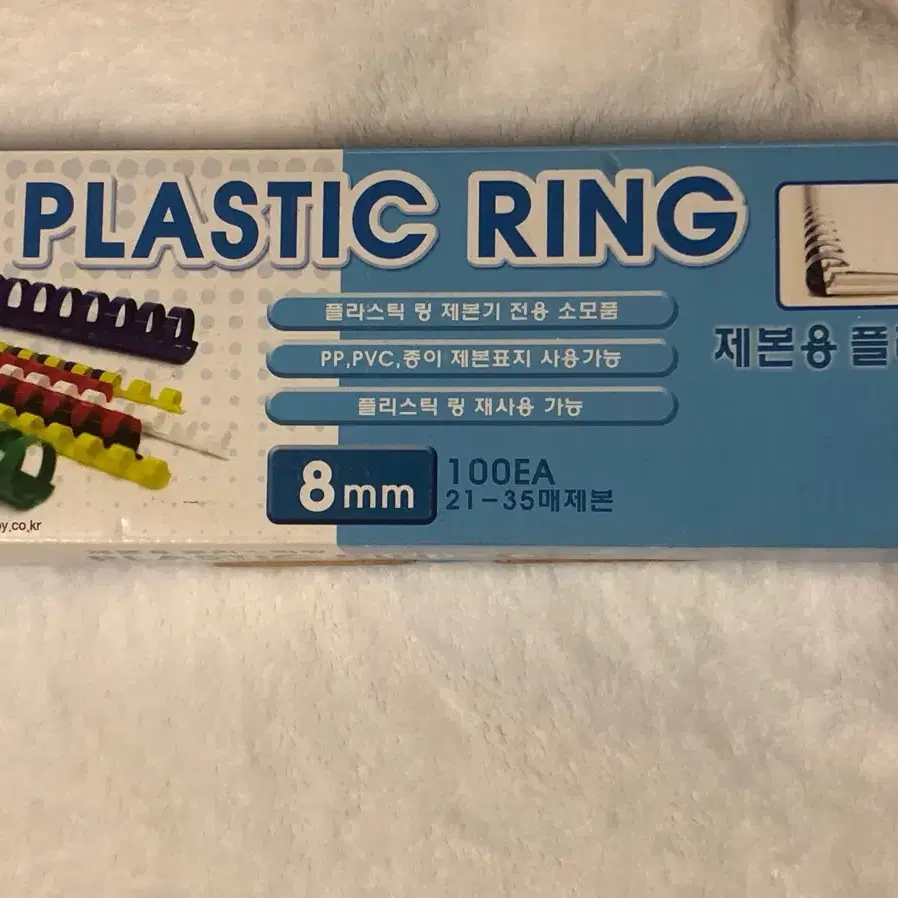 PLASTIC RING
플라스틱 링 제본기 전용 소모품
PP,PVC,종이 제본표지 사용가능
플리스틱 링 재사용 가능
8mm
100EA
21-35매제본
제본용
y.co.kr